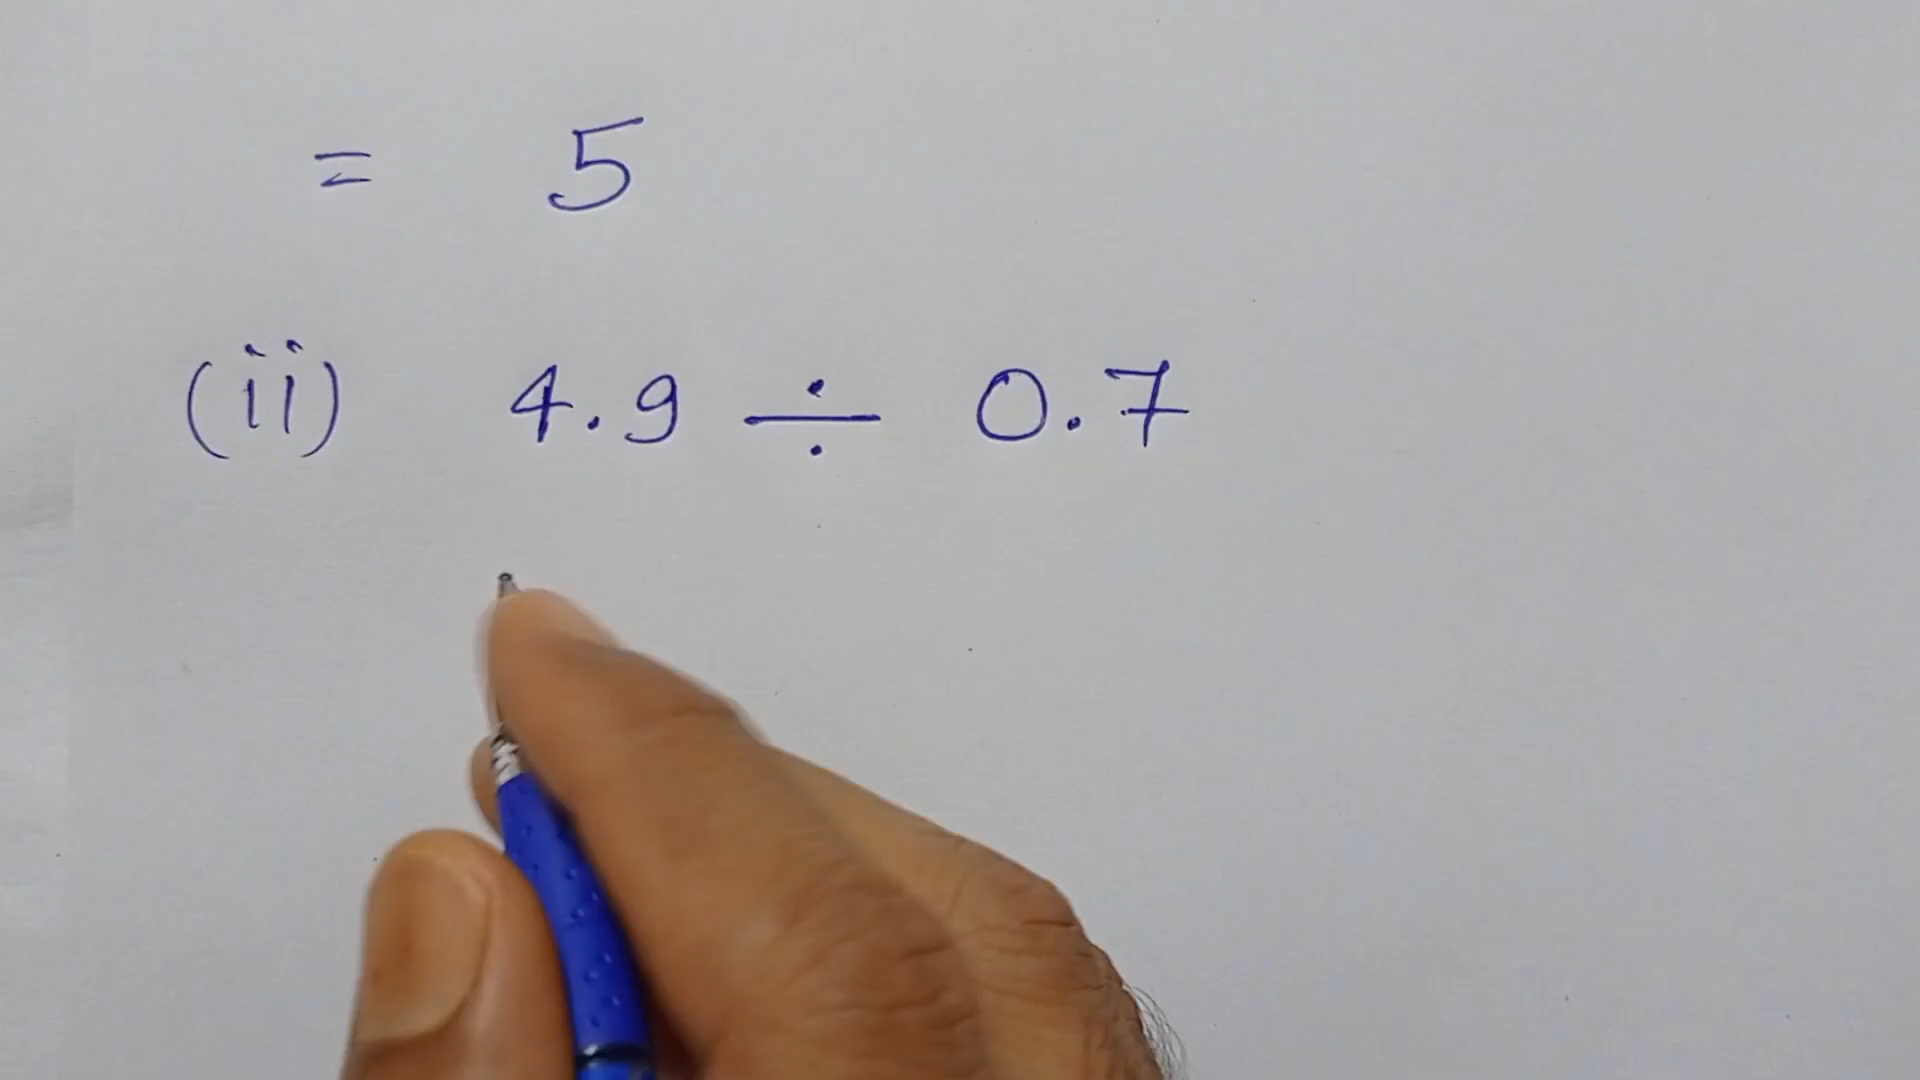 = 5
(ii) 4.9 ÷ 0.7